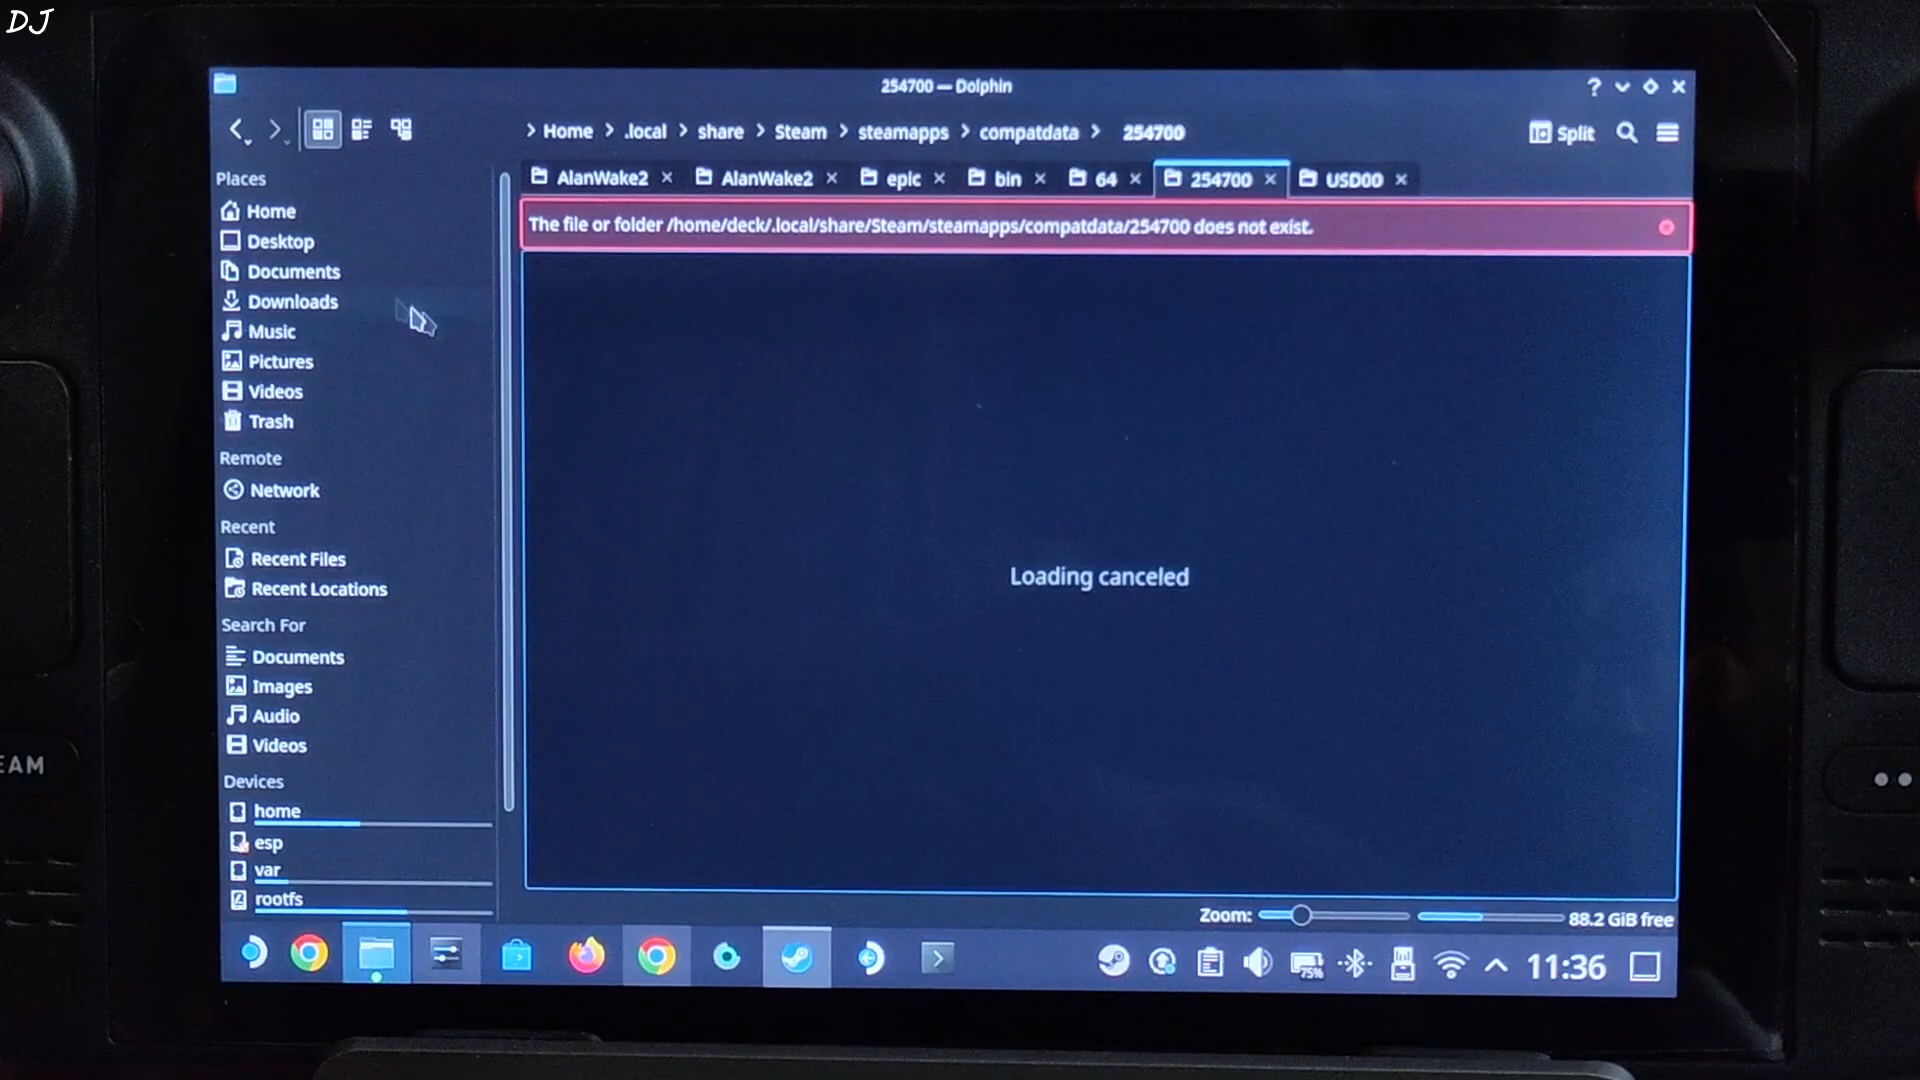 DJ
254700 — Dolphin
Home > .local > share > Steam > steamapps > compatdata > 254700
Split
AlanWake2
AlanWake2
epic
bin
64
254700
USD00
The file or folder /home/deck/.local/share/Steam/steamapps/compatdata/254700 does not exist.
Places
Home
Desktop
Documents
Downloads
Music
Pictures
Videos
Trash
Remote
Network
Recent
Recent Files
Recent Locations
Search For
Documents
Images
Audio
Videos
Devices
home
esp
var
rootfs
Loading canceled
Zoom:
88.2 GiB free
75%
11:36
EAM